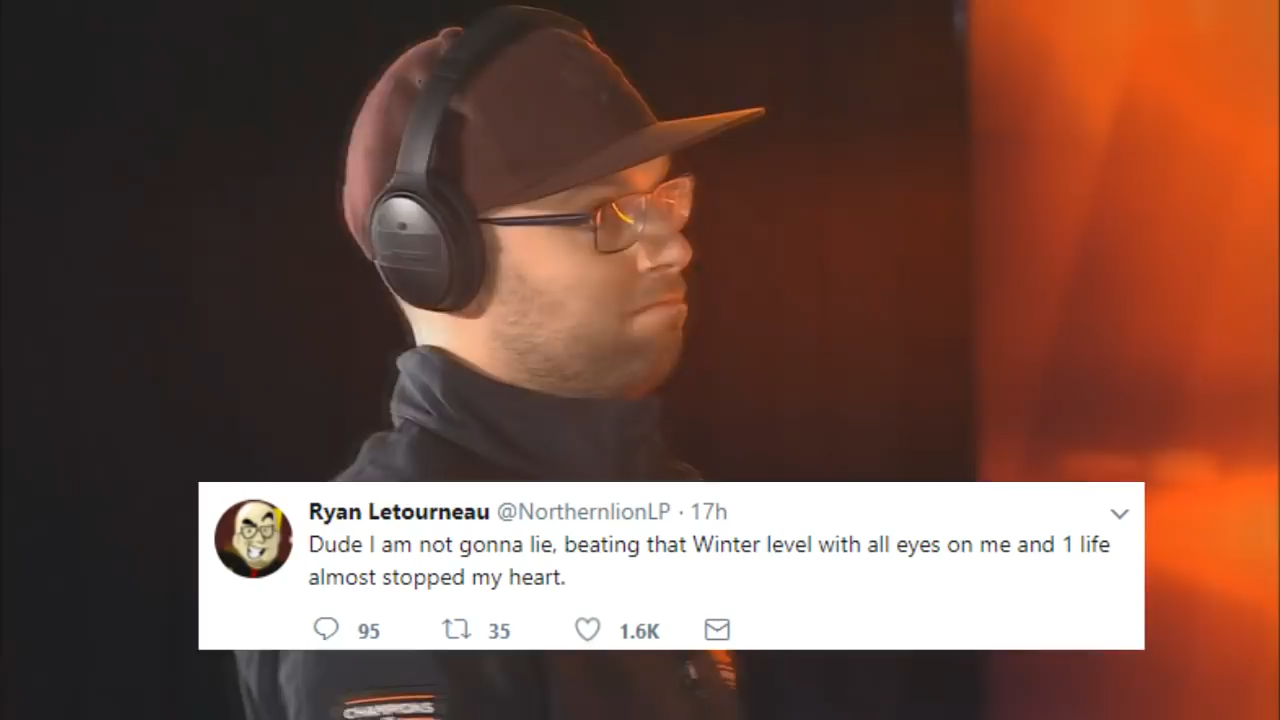 Ryan Letourneau @NorthernlionLP · 17h
Dude I am not gonna lie, beating that Winter level with all eyes on me and 1 life
almost stopped my heart.
95 35 1.6K
CHAMPIONS